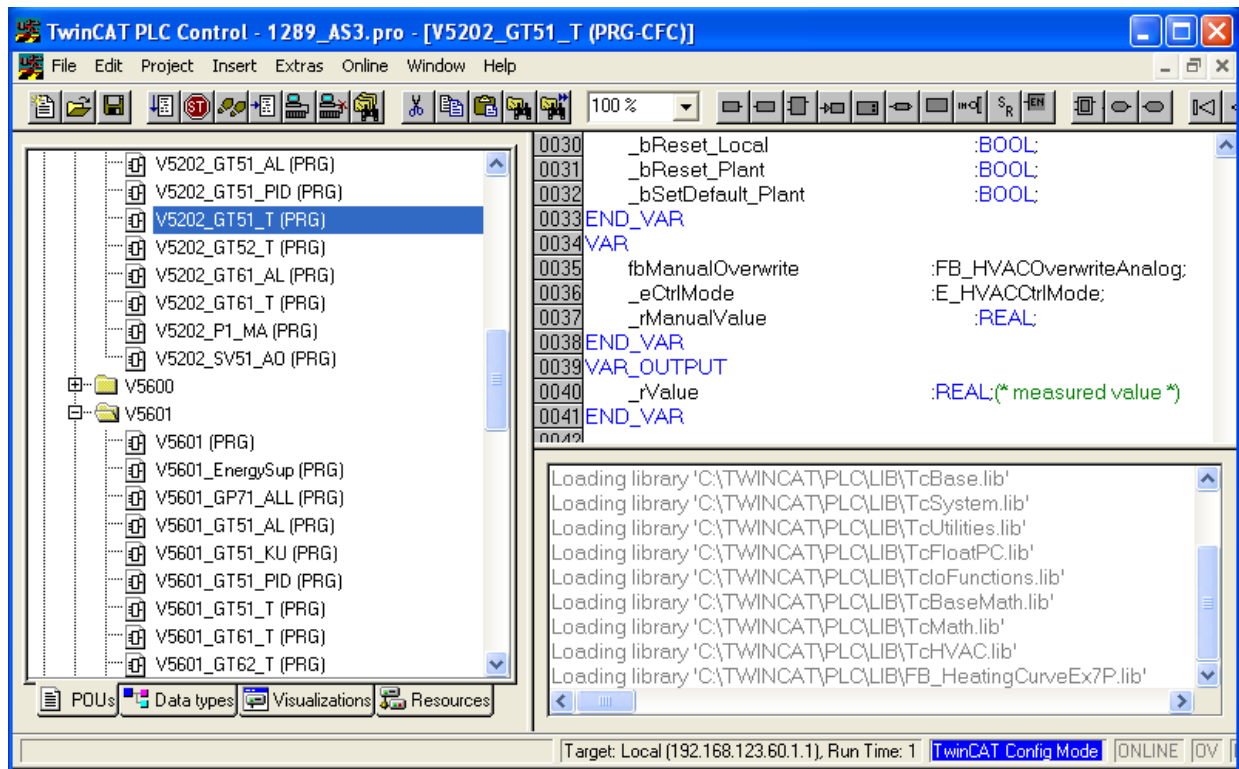 TwinCAT PLC Control - 1289_AS3.pro - [V5202_GT51_T (PRG-CFC)]
File Edit Project Insert Extras Online Window Help
100 %
V5202_GT51_AL (PRG)
V5202_GT51_PID (PRG)
V5202_GT51_T (PRG)
V5202_GT52_T (PRG)
V5202_GT61_AL (PRG)
V5202_GT61_T (PRG)
V5202_P1_MA (PRG)
V5202_SV51_AO (PRG)
V5600
V5601
V5601 (PRG)
V5601_EnergySup (PRG)
V5601_GP71_ALL (PRG)
V5601_GT51_AL (PRG)
V5601_GT51_KU (PRG)
V5601_GT51_PID (PRG)
V5601_GT51_T (PRG)
V5601_GT61_T (PRG)
V5601_GT62_T (PRG)
POUs Data types Visualizations Resources
0030 _bReset_Local :BOOL;
0031 _bReset_Plant :BOOL;
0032 _bSetDefault_Plant :BOOL;
0033 END_VAR
0034 VAR
0035 fbManualOverwrite :FB_HVACOverwriteAnalog;
0036 _eCtrlMode :E_HVACCtrlMode;
0037 _rManualValue :REAL;
0038 END_VAR
0039 VAR_OUTPUT
0040 _rValue :REAL;(* measured value *)
0041 END_VAR
0042
Loading library 'C:\TWINCAT\PLC\LIB\TcBase.lib'
Loading library 'C:\TWINCAT\PLC\LIB\TcSystem.lib'
Loading library 'C:\TWINCAT\PLC\LIB\TcUtilities.lib'
Loading library 'C:\TWINCAT\PLC\LIB\TcFloatPC.lib'
Loading library 'C:\TWINCAT\PLC\LIB\TcIoFunctions.lib'
Loading library 'C:\TWINCAT\PLC\LIB\TcBaseMath.lib'
Loading library 'C:\TWINCAT\PLC\LIB\TcMath.lib'
Loading library 'C:\TWINCAT\PLC\LIB\TcHVAC.lib'
Loading library 'C:\TWINCAT\PLC\LIB\FB_HeatingCurveEx7P.lib'
Target: Local (192.168.123.60.1.1), Run Time: 1 TwinCAT Config Mode ONLINE OV